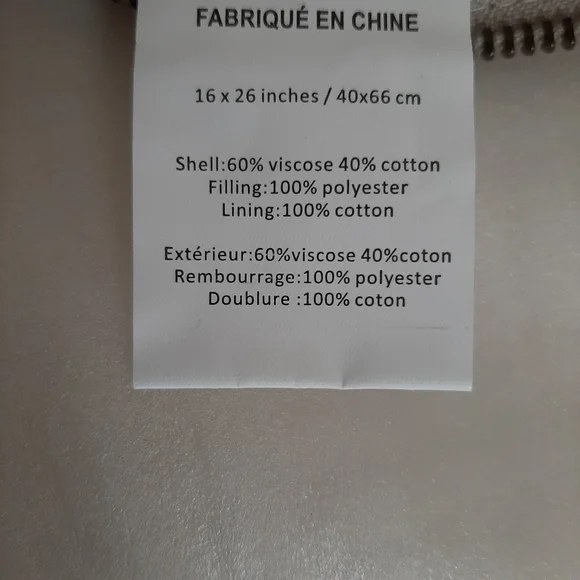 FABRIQUÉ EN CHINE
16 x 26 inches / 40x66 cm
Shell:60% viscose 40% cotton
Filling:100% polyester
Lining:100% cotton
Extérieur:60%viscose 40%coton
Rembourrage:100% polyester
Doublure :100% coton